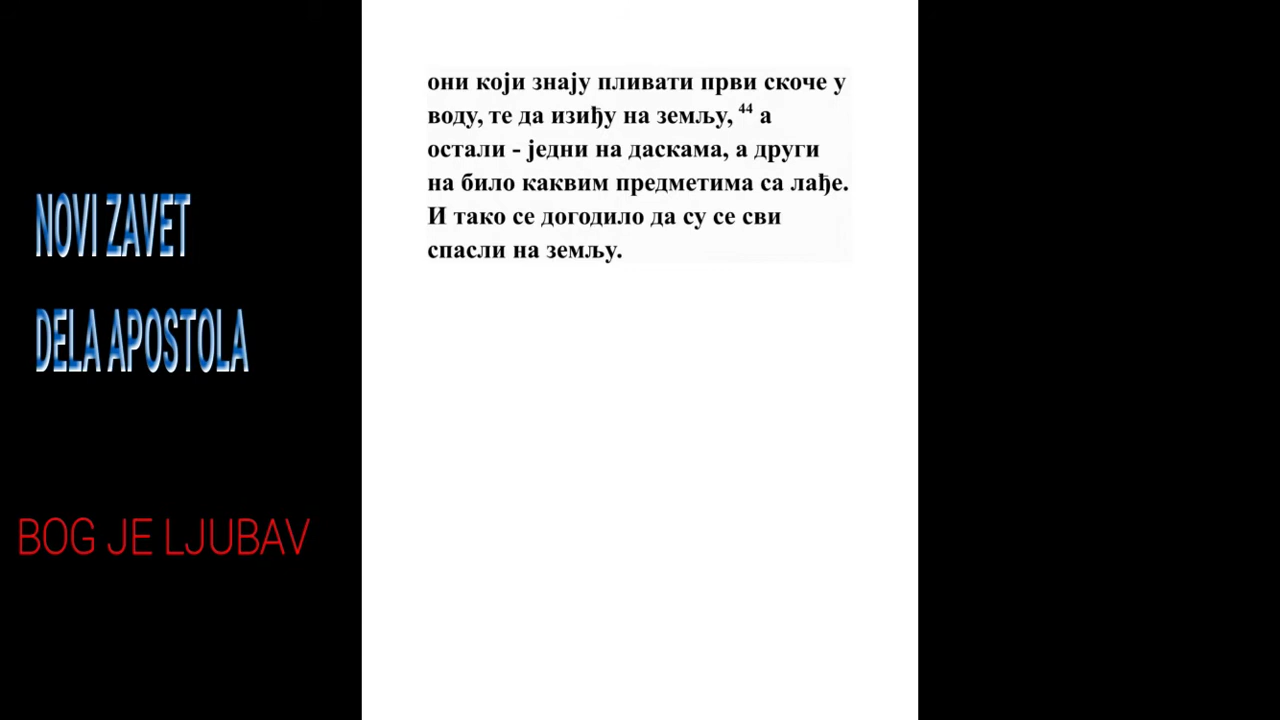 NOVI ZAVET
DELA APOSTOLA
BOG JE LJUBAV
они који знају пливати први скоче у
воду, те да изиђу на земљу, 44 а
остали - једни на даскама, а други
на било каквим предметима са лађе.
И тако се догодило да су се сви
спасли на земљу.